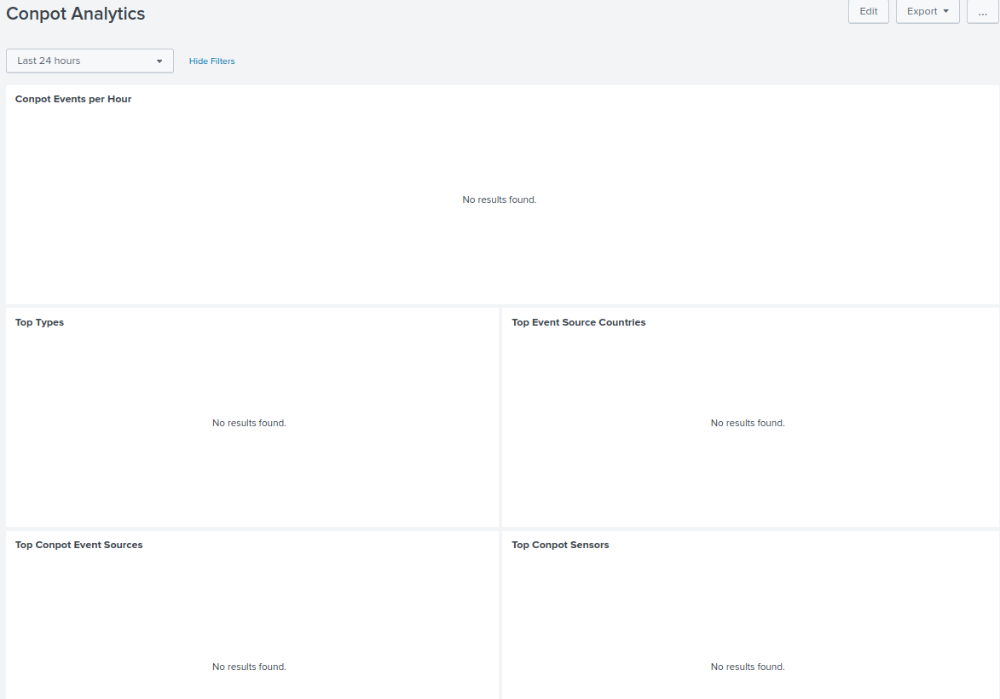 Conpot Analytics
Edit
Export
...
Last 24 hours
Hide Filters
Conpot Events per Hour
No results found.
Top Types
Top Event Source Countries
No results found.
No results found.
Top Conpot Event Sources
Top Conpot Sensors
No results found.
No results found.